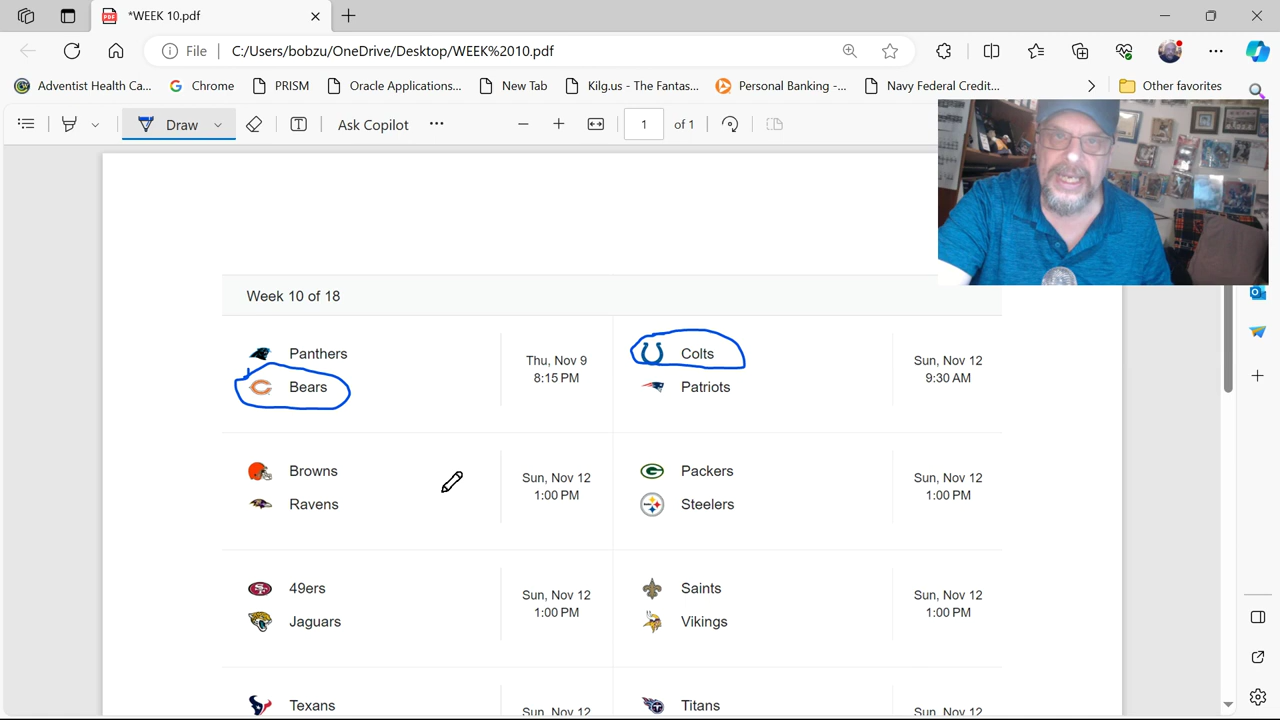 *WEEK 10.pdf
File C:/Users/bobzu/OneDrive/Desktop/WEEK%2010.pdf
Adventist Health Ca... Chrome PRISM Oracle Applications... New Tab Kilg.us - The Fantas... Personal Banking -... Navy Federal Credit... Other favorites
Draw Ask Copilot 1 of 1
Week 10 of 18
Panthers
Bears
Thu, Nov 9
8:15 PM
Colts
Patriots
Sun, Nov 12
9:30 AM
Browns
Ravens
Sun, Nov 12
1:00 PM
Packers
Steelers
Sun, Nov 12
1:00 PM
49ers
Jaguars
Sun, Nov 12
1:00 PM
Saints
Vikings
Sun, Nov 12
1:00 PM
Texans
Sun, Nov 12
Titans
Sun, Nov 12